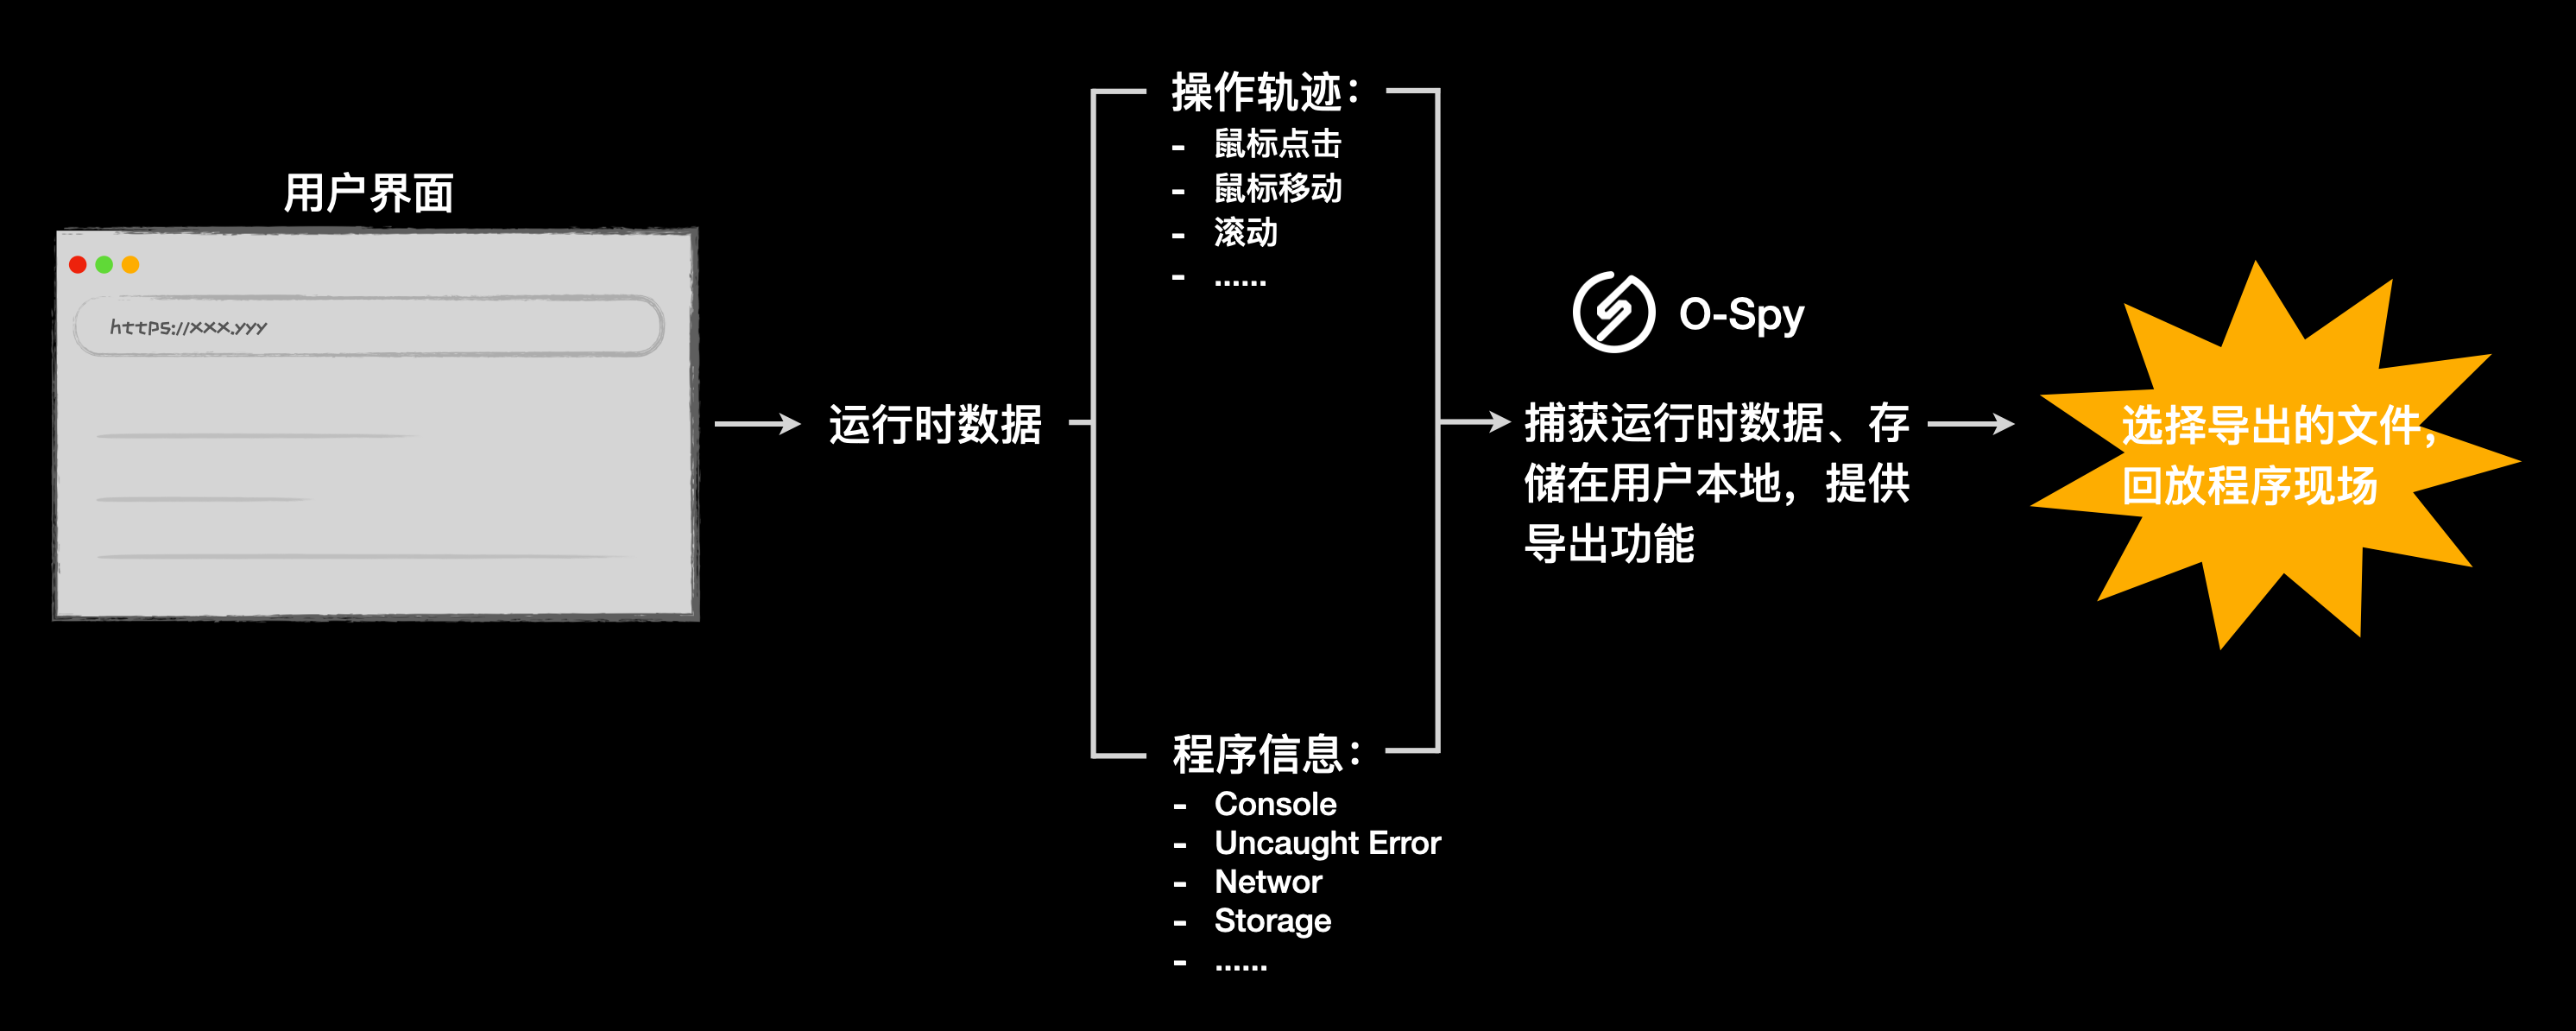 用户界面
https://xxx.yyy
运行时数据
操作轨迹：
- 鼠标点击
- 鼠标移动
- 滚动
- ......
程序信息：
- Console
- Uncaught Error
- Networ
- Storage
- ......
O-Spy
捕获运行时数据、存
储在用户本地，提供
导出功能
选择导出的文件，
回放程序现场